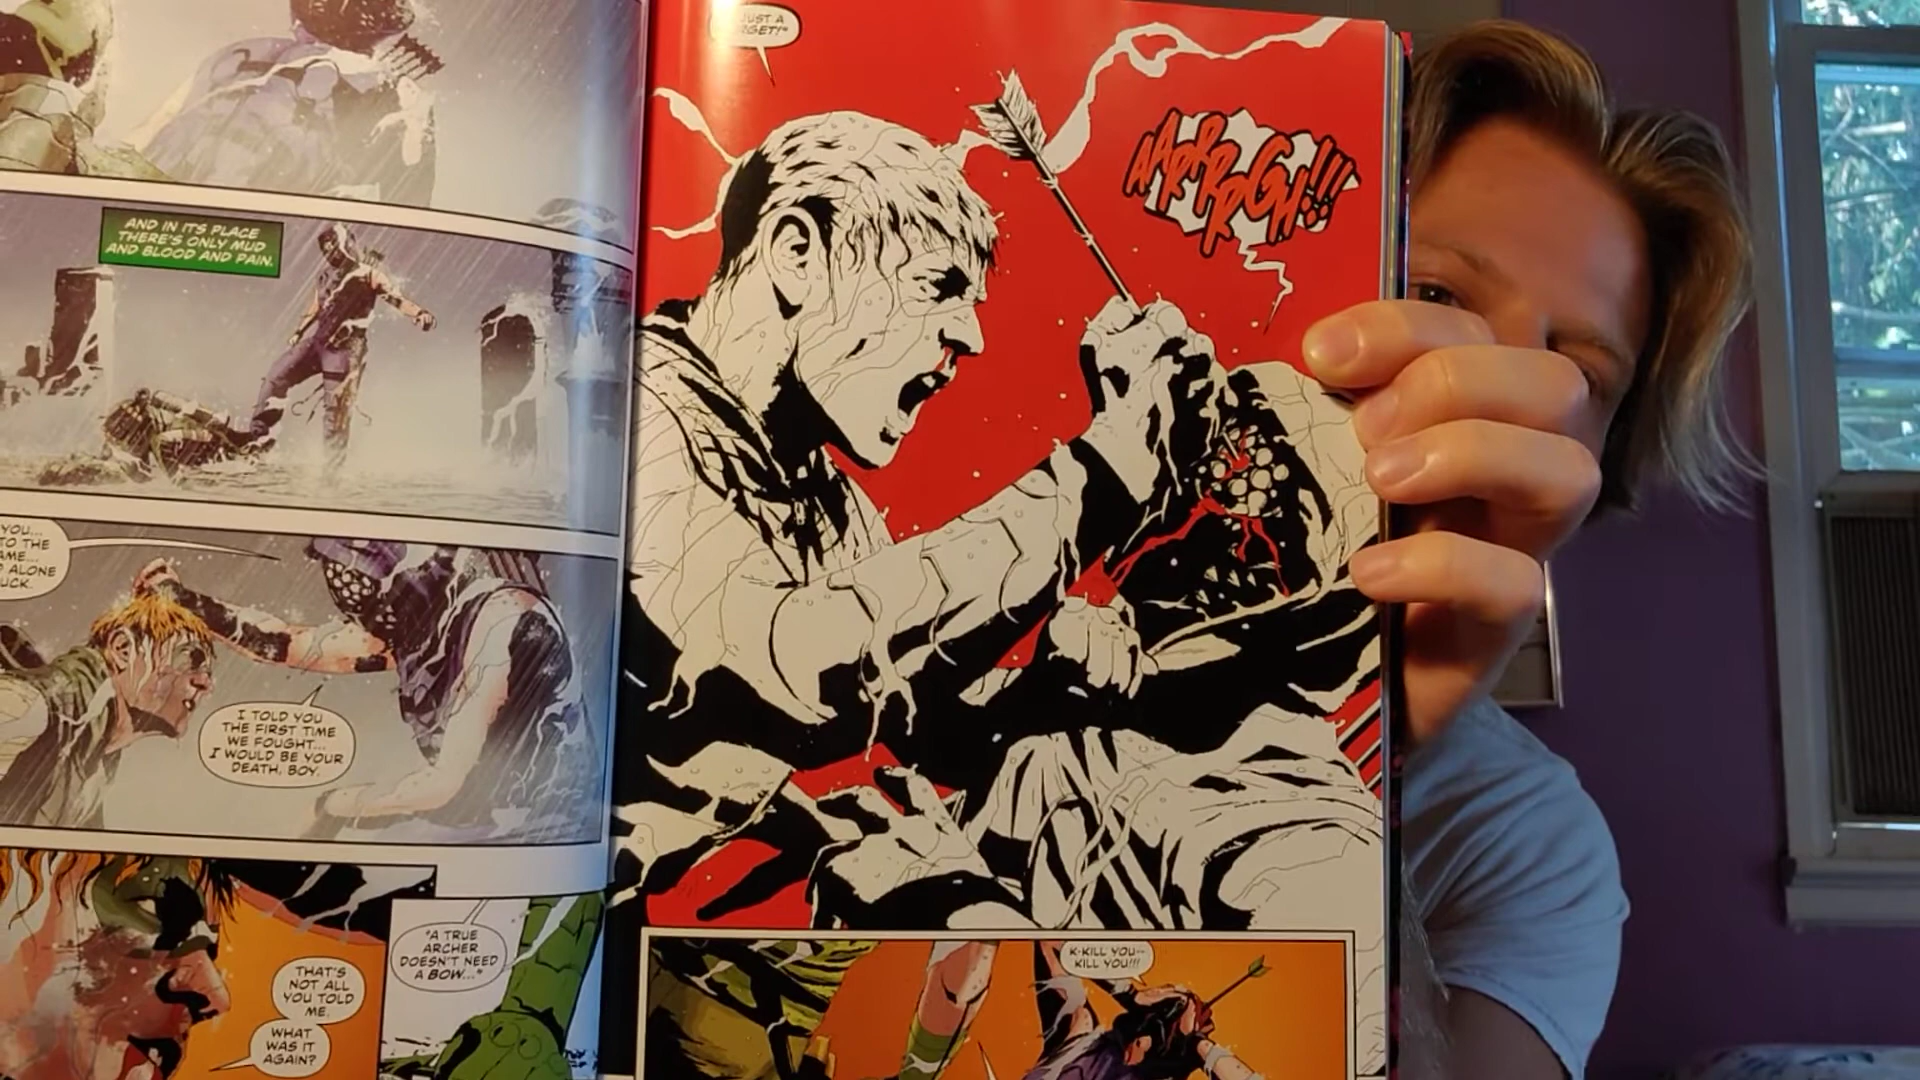 AND IN ITS PLACE
THERE'S ONLY MUD
AND BLOOD AND PAIN.
YOU...
TO THE
ALONE
I TOLD YOU
THE FIRST TIME
WE FOUGHT...
I WOULD BE YOUR
DEATH, BOY.
THAT'S
NOT ALL
YOU TOLD
ME.
WHAT
WAS IT
AGAIN?
"A TRUE
ARCHER
DOESN'T NEED
A BOW..."
JUST A
AARRRRGH!!!
K-KILL YOU--
KILL YOU!!!